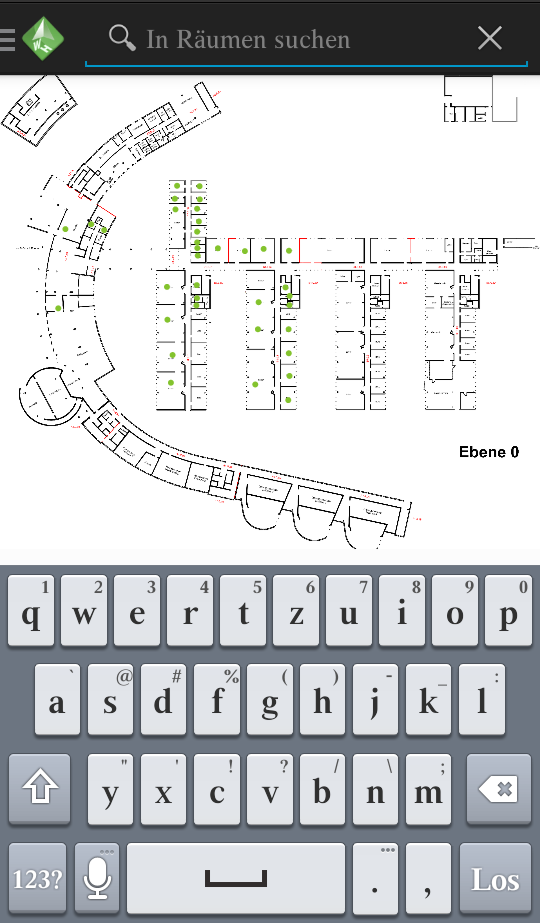 In Räumen suchen
Ebene 0
1 2 3 4 5 6 7 8 9 0
q w e r t z u i o p
` @ # % ( ) - _ :
a s d f g h j k l
" ' ! ? / \ ;
y x c v b n m
123? . , Los